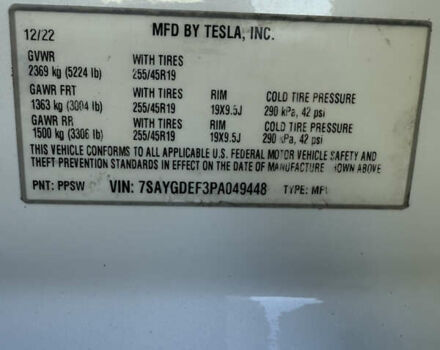 12/22 MFD BY TESLA, INC.
GVWR WITH TIRES
2369 kg (5224 lb) 255/45R19
GAWR FRT WITH TIRES RIM COLD TIRE PRESSURE
1363 kg (3004 lb) 255/45R19 19X9.5J 290 kPa, 42 psi
GAWR RR WITH TIRES RIM COLD TIRE PRESSURE
1500 kg (3306 lb) 255/45R19 19X9.5J 290 kPa, 42 psi
THIS VEHICLE CONFORMS TO ALL APPLICABLE U.S. FEDERAL MOTOR VEHICLE SAFETY AND
THEFT PREVENTION STANDARDS IN EFFECT ON THE DATE OF MANUFACTURE SHOWN ABOVE
PNT: PPSW VIN: 7SAYGDEF3PA049448 TYPE: